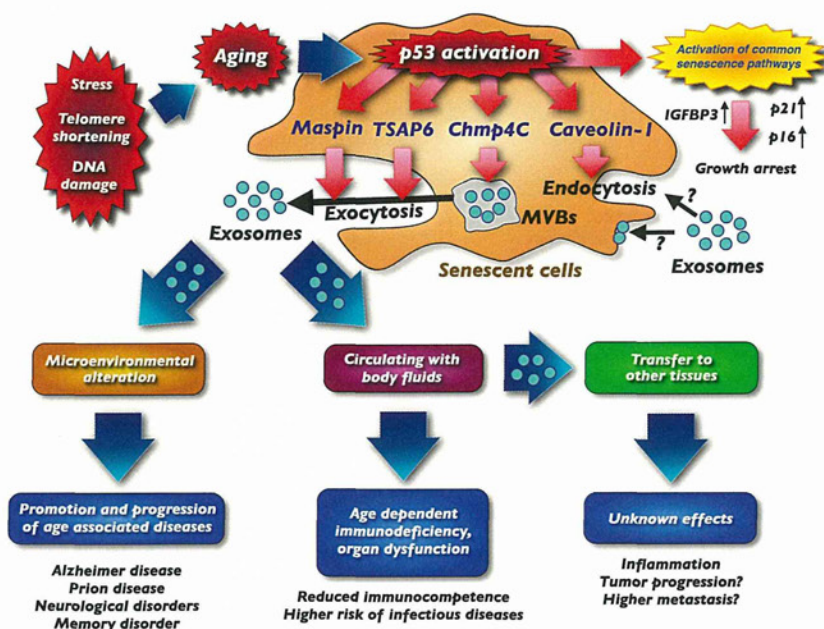 Stress
Telomere
shortening
DNA
damage
Aging
p53 activation
Activation of common
senescence pathways
Maspin TSAP6 Chmp4C Caveolin-1
IGFBP3↑ p21↑
p16↑
Growth arrest
Exosomes
Exocytosis
MVBs
Endocytosis
?
?
Exosomes
Senescent cells
Microenvironmental
alteration
Circulating with
body fluids
Transfer to
other tissues
Promotion and progression
of age associated diseases
Age dependent
immunodeficiency,
organ dysfunction
Unknown effects
Alzheimer disease
Prion disease
Neurological disorders
Memory disorder
Reduced immunocompetence
Higher risk of infectious diseases
Inflammation
Tumor progression?
Higher metastasis?